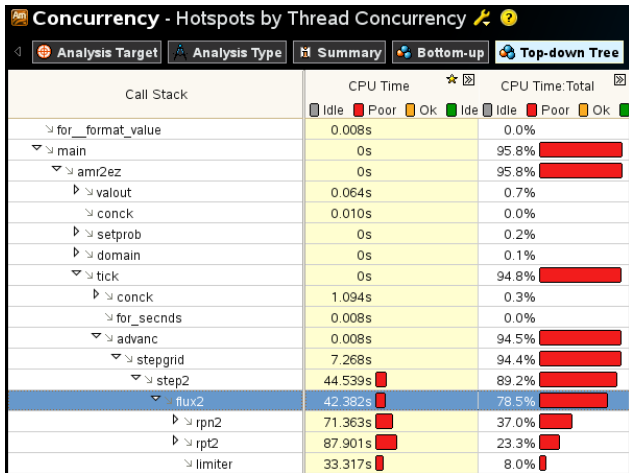 Concurrency - Hotspots by Thread Concurrency ?
Analysis Target Analysis Type Summary Bottom-up Top-down Tree
Call Stack CPU Time CPU Time:Total
Idle Poor Ok Ide Idle Poor Ok
for__format_value 0.008s 0.0%
main 0s 95.8%
amr2ez 0s 95.8%
valout 0.064s 0.7%
conck 0.010s 0.0%
setprob 0s 0.2%
domain 0s 0.1%
tick 0s 94.8%
conck 1.094s 0.3%
for_secnds 0.008s 0.0%
advanc 0.008s 94.5%
stepgrid 7.268s 94.4%
step2 44.539s 89.2%
flux2 42.382s 78.5%
rpn2 71.363s 37.0%
rpt2 87.901s 23.3%
limiter 33.317s 8.0%